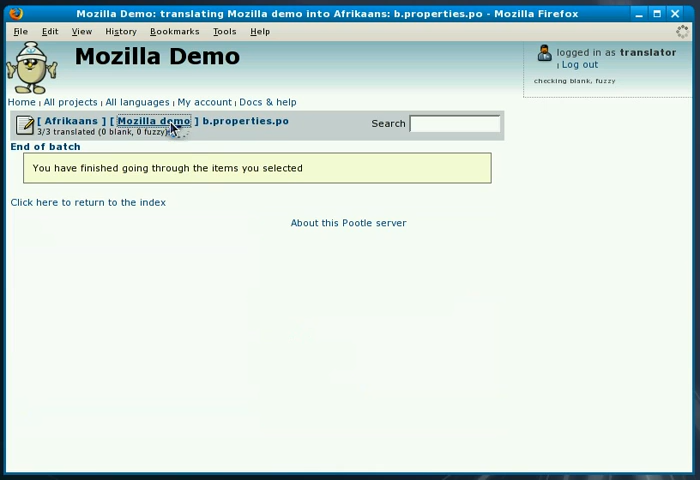 Mozilla Demo: translating Mozilla demo into Afrikaans: b.properties.po - Mozilla Firefox
File Edit View History Bookmarks Tools Help
Mozilla Demo
logged in as translator
| Log out
checking blank, fuzzy
Home | All projects | All languages | My account | Docs & help
[ Afrikaans ] [ Mozilla demo ] b.properties.po
3/3 translated (0 blank, 0 fuzzy)
Search
End of batch
You have finished going through the items you selected
Click here to return to the index
About this Pootle server